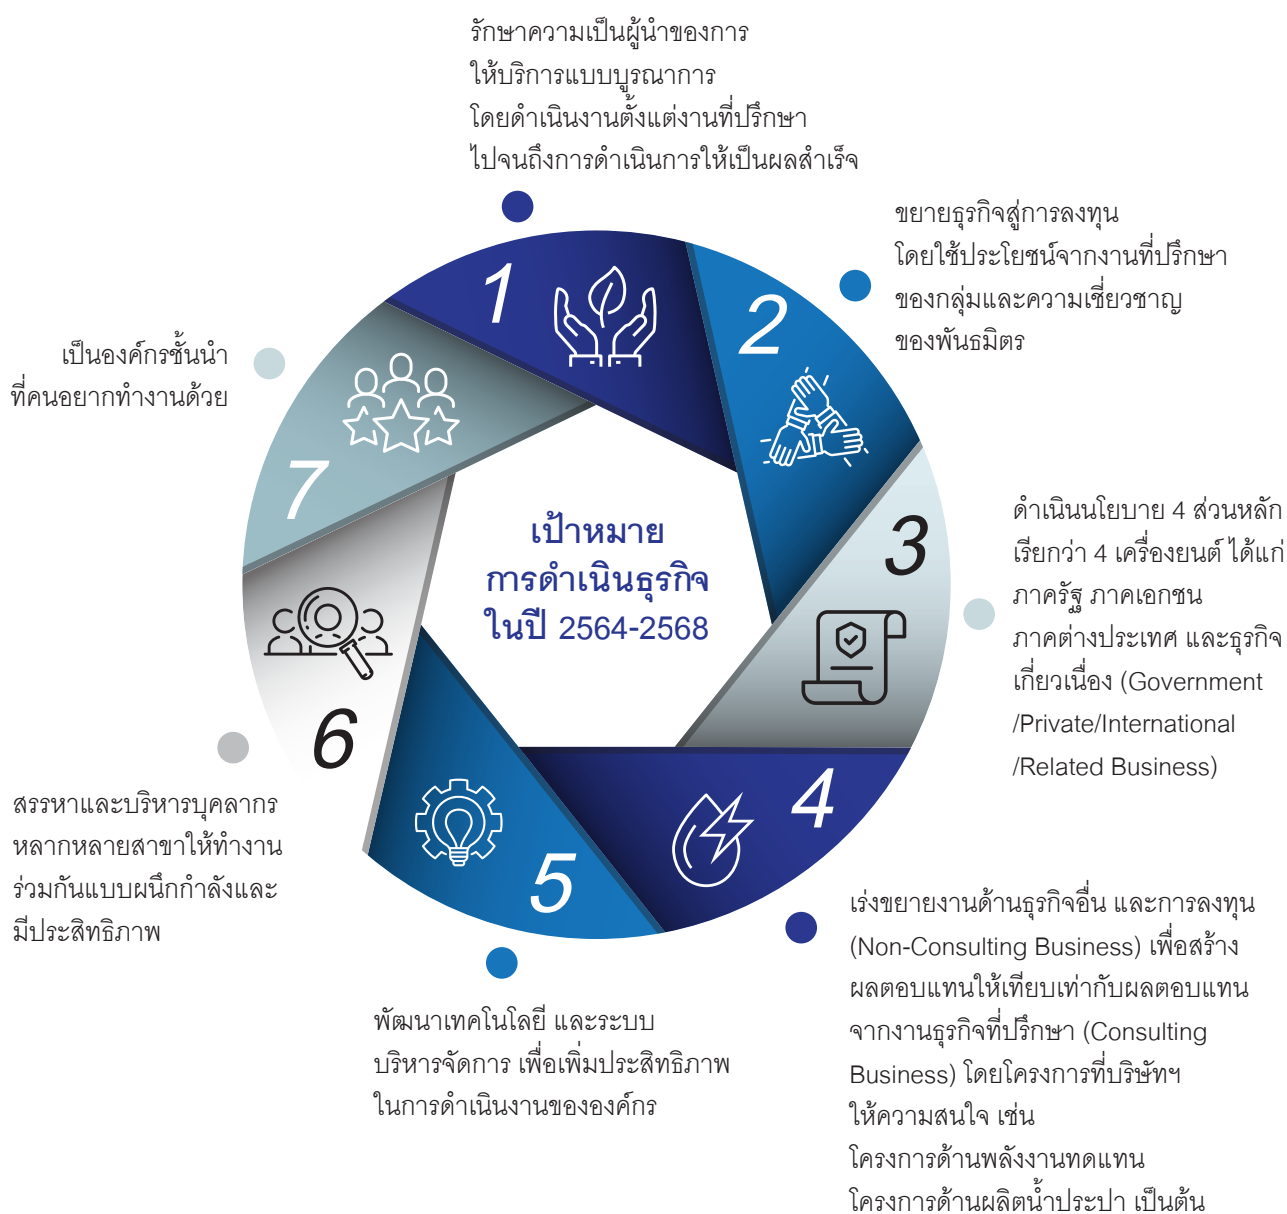 รักษาความเป็นผู้นำของการ
ให้บริการแบบบูรณาการ
โดยดำเนินงานตั้งแต่งานที่ปรึกษา
ไปจนถึงการดำเนินการให้เป็นผลสำเร็จ
1
ขยายธุรกิจสู่การลงทุน
โดยใช้ประโยชน์จากงานที่ปรึกษา
ของกลุ่มและความเชี่ยวชาญ
ของพันธมิตร
2
ดำเนินนโยบาย 4 ส่วนหลัก
เรียกว่า 4 เครื่องยนต์ ได้แก่
ภาครัฐ ภาคเอกชน
ภาคต่างประเทศ และธุรกิจ
เกี่ยวเนื่อง (Government
/Private/International
/Related Business)
3
เป้าหมาย
การดำเนินธุรกิจ
ในปี 2564-2568
4
เร่งขยายงานด้านธุรกิจอื่น และการลงทุน
(Non-Consulting Business) เพื่อสร้าง
ผลตอบแทนให้เทียบเท่ากับผลตอบแทน
จากงานธุรกิจที่ปรึกษา (Consulting
Business) โดยโครงการที่บริษัทฯ
ให้ความสนใจ เช่น
โครงการด้านพลังงานทดแทน
โครงการด้านผลิตน้ำประปา เป็นต้น
5
พัฒนาเทคโนโลยี และระบบ
บริหารจัดการ เพื่อเพิ่มประสิทธิภาพ
ในการดำเนินงานขององค์กร
6
สรรหาและบริหารบุคลากร
หลากหลายสาขาให้ทำงาน
ร่วมกันแบบผนึกกำลังและ
มีประสิทธิภาพ
7
เป็นองค์กรชั้นนำ
ที่คนอยากทำงานด้วย